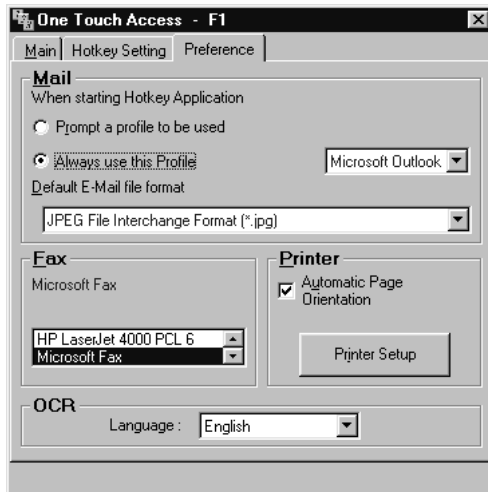 One Touch Access - F1
Main Hotkey Setting Preference
Mail
When starting Hotkey Application
Prompt a profile to be used
Always use this Profile Microsoft Outlook
Default E-Mail file format
JPEG File Interchange Format (*.jpg)
Fax Printer
Microsoft Fax
Automatic Page
Orientation
HP LaserJet 4000 PCL 6
Microsoft Fax
Printer Setup
OCR
Language : English